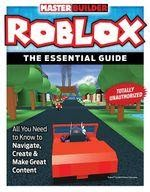 MASTER BUILDER
ROBLOX
THE ESSENTIAL GUIDE
TOTALLY
UNAUTHORIZED
All You
Need to Know to
Navigate,
Create &
Make Great
Content